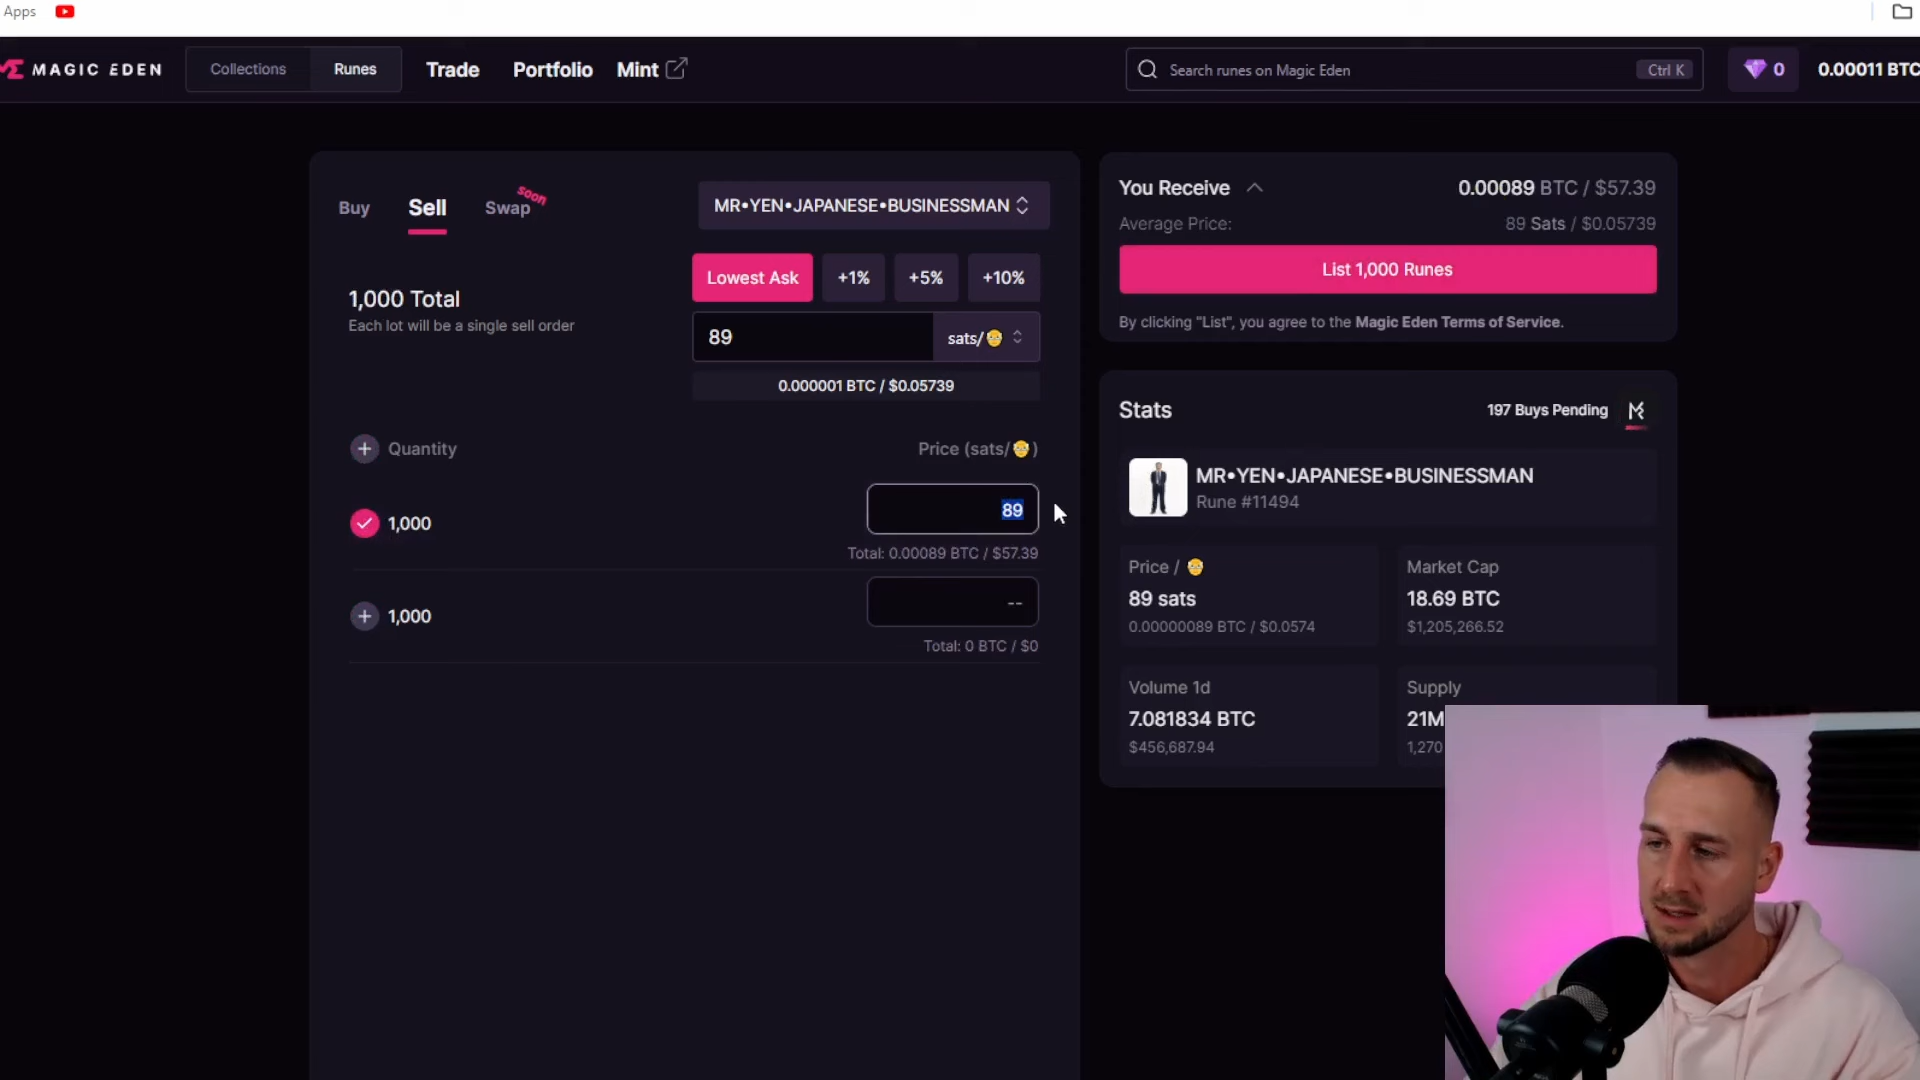 Apps
MAGIC EDEN
Collections
Runes
Trade
Portfolio
Mint
Search runes on Magic Eden
Ctrl K
0
0.00011 BTC
Buy
Sell
Swap
soon
MR•YEN•JAPANESE•BUSINESSMAN
Lowest Ask
+1%
+5%
+10%
1,000 Total
Each lot will be a single sell order
89
sats/
0.000001 BTC / $0.05739
Quantity
Price (sats/ )
1,000
89
Total: 0.00089 BTC / $57.39
1,000
--
Total: 0 BTC / $0
You Receive
0.00089 BTC / $57.39
Average Price:
89 Sats / $0.05739
List 1,000 Runes
By clicking "List", you agree to the Magic Eden Terms of Service.
Stats
197 Buys Pending
MR•YEN•JAPANESE•BUSINESSMAN
Rune #11494
Price /
89 sats
0.00000089 BTC / $0.0574
Market Cap
18.69 BTC
$1,205,266.52
Volume 1d
7.081834 BTC
$456,687.94
Supply
21M
1,270